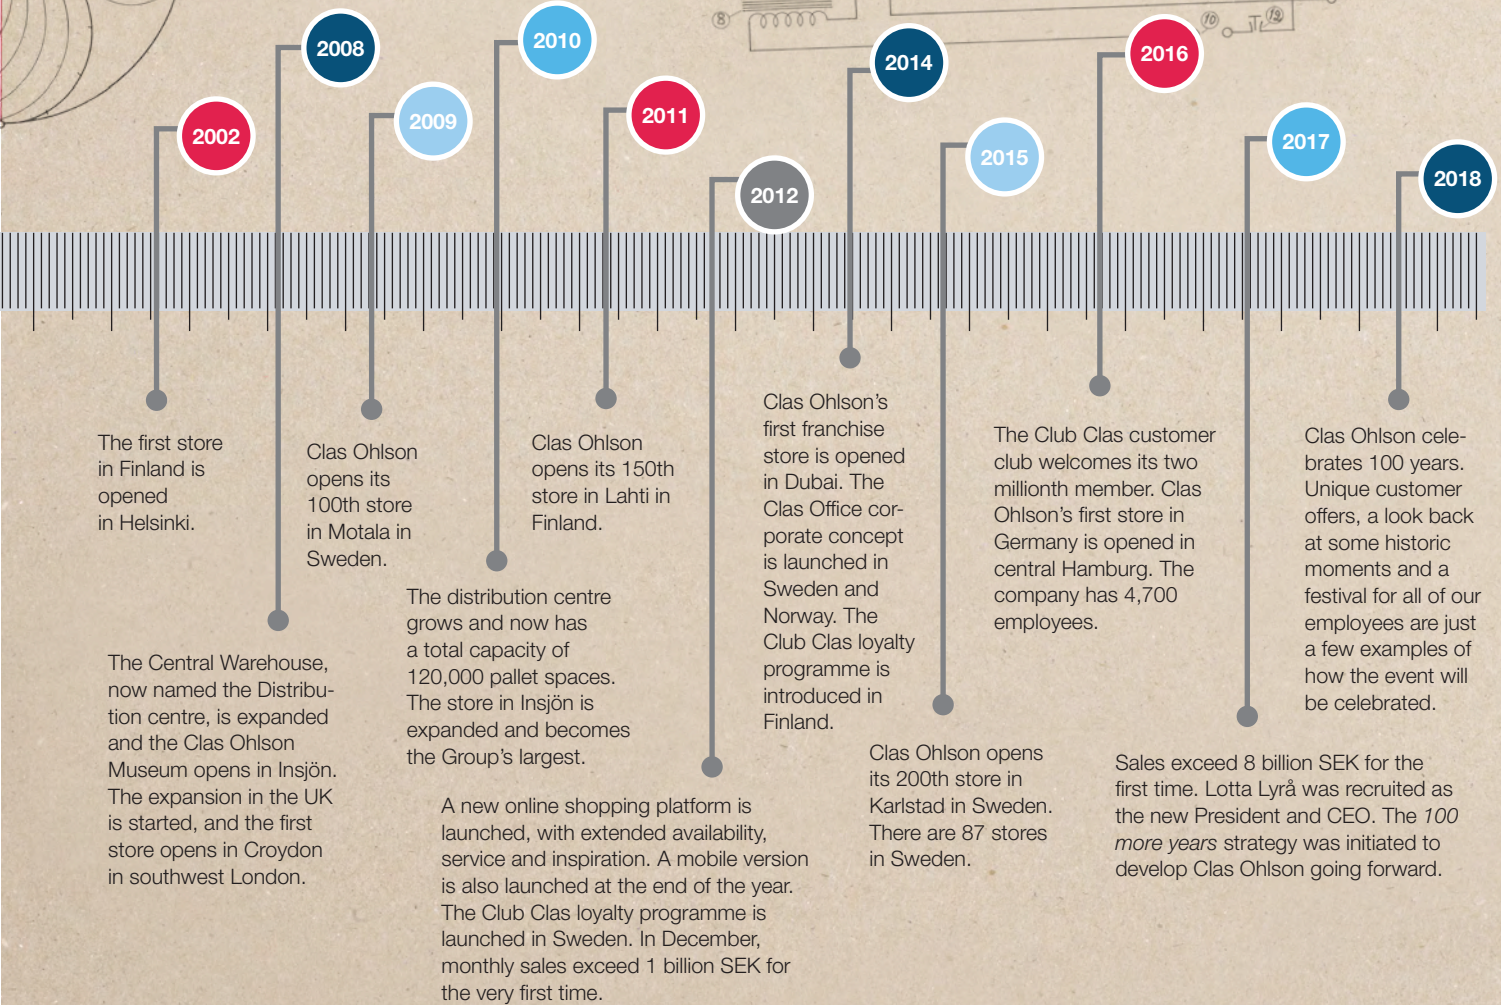 8
10
12
2002
The first store
in Finland is
opened
in Helsinki.
2008
The Central Warehouse,
now named the Distribu-
tion centre, is expanded
and the Clas Ohlson
Museum opens in Insjön.
The expansion in the UK
is started, and the first
store opens in Croydon
in southwest London.
2009
Clas Ohlson
opens its
100th store
in Motala in
Sweden.
2010
The distribution centre
grows and now has
a total capacity of
120,000 pallet spaces.
The store in Insjön is
expanded and becomes
the Group’s largest.
2011
Clas Ohlson
opens its 150th
store in Lahti in
Finland.
2012
A new online shopping platform is
launched, with extended availability,
service and inspiration. A mobile version
is also launched at the end of the year.
The Club Clas loyalty programme is
launched in Sweden. In December,
monthly sales exceed 1 billion SEK for
the very first time.
2014
Clas Ohlson’s
first franchise
store is opened
in Dubai. The
Clas Office cor-
porate concept
is launched in
Sweden and
Norway. The
Club Clas loyalty
programme is
introduced in
Finland.
2015
Clas Ohlson opens
its 200th store in
Karlstad in Sweden.
There are 87 stores
in Sweden.
2016
The Club Clas customer
club welcomes its two
millionth member. Clas
Ohlson’s first store in
Germany is opened in
central Hamburg. The
company has 4,700
employees.
2017
Sales exceed 8 billion SEK for the
first time. Lotta Lyrå was recruited as
the new President and CEO. The 100
more years strategy was initiated to
develop Clas Ohlson going forward.
2018
Clas Ohlson cele-
brates 100 years.
Unique customer
offers, a look back
at some historic
moments and a
festival for all of our
employees are just
a few examples of
how the event will
be celebrated.